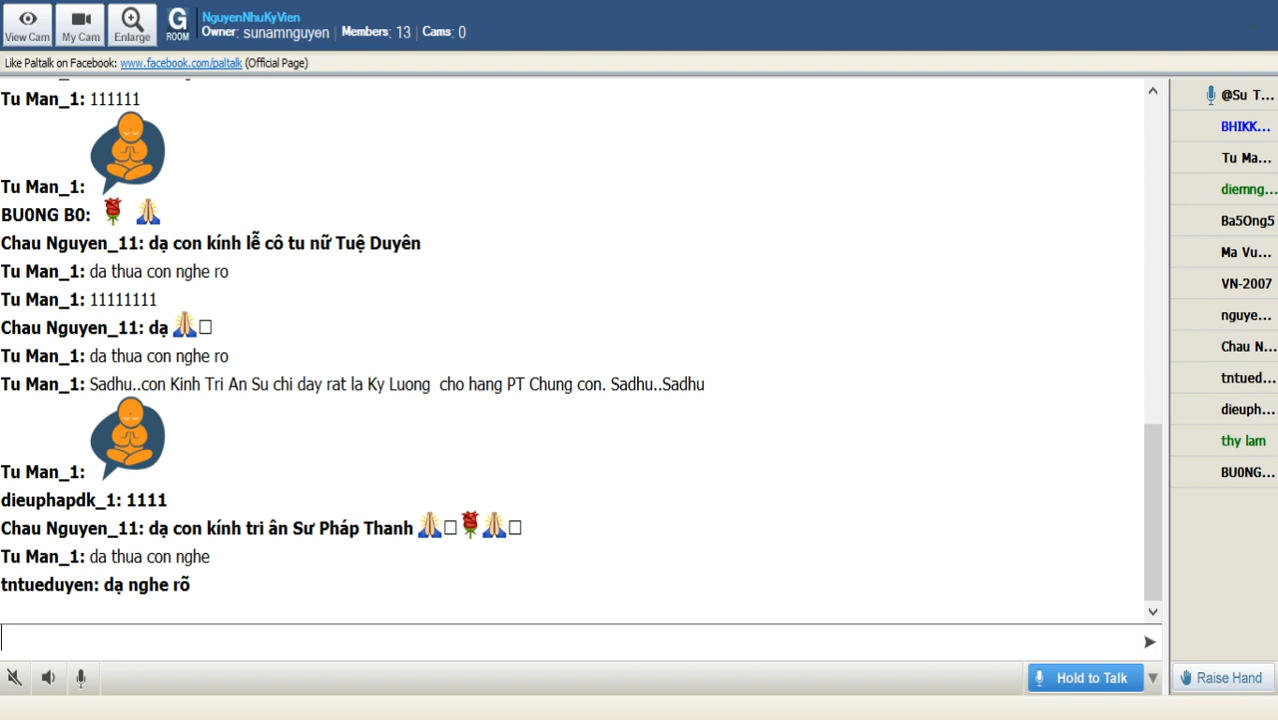 View Cam
My Cam
Enlarge
G
ROOM
NguyenNhuKyVien
Owner: sunamnguyen | Members: 13 | Cams: 0
Like Paltalk on Facebook: www.facebook.com/paltalk (Official Page)
Tu Man_1: 111111
Tu Man_1:
BU0NG B0:
Chau Nguyen_11: dạ con kính lễ cô tu nữ Tuệ Duyên
Tu Man_1: da thua con nghe ro
Tu Man_1: 11111111
Chau Nguyen_11: dạ
Tu Man_1: da thua con nghe ro
Tu Man_1: Sadhu..con Kinh Tri An Su chi day rat la Ky Luong cho hang PT Chung con. Sadhu..Sadhu
Tu Man_1:
dieuphapdk_1: 1111
Chau Nguyen_11: dạ con kính tri ân Sư Pháp Thanh
Tu Man_1: da thua con nghe
tntueduyen: dạ nghe rõ
Hold to Talk
@Su T...
BHIKK...
Tu Ma...
diemng...
Ba5Ong5
Ma Vu...
VN-2007
nguye...
Chau N...
tntued...
dieuph...
thy lam
BU0NG...
Raise Hand